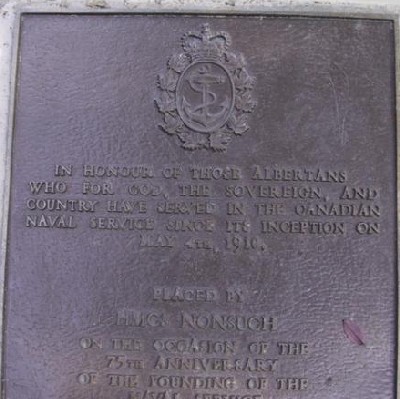 IN HONOUR OF THOSE ALBERTANS
WHO FOR GOD, THE SOVEREIGN, AND
COUNTRY HAVE SERVED IN THE CANADIAN
NAVAL SERVICE SINCE ITS INCEPTION ON
MAY 4TH, 1910.
PLACED BY
H.M.C.S. NONSUCH
ON THE OCCASION OF THE
75TH ANNIVERSARY
OF THE FOUNDING OF THE
NAVAL SERVICE